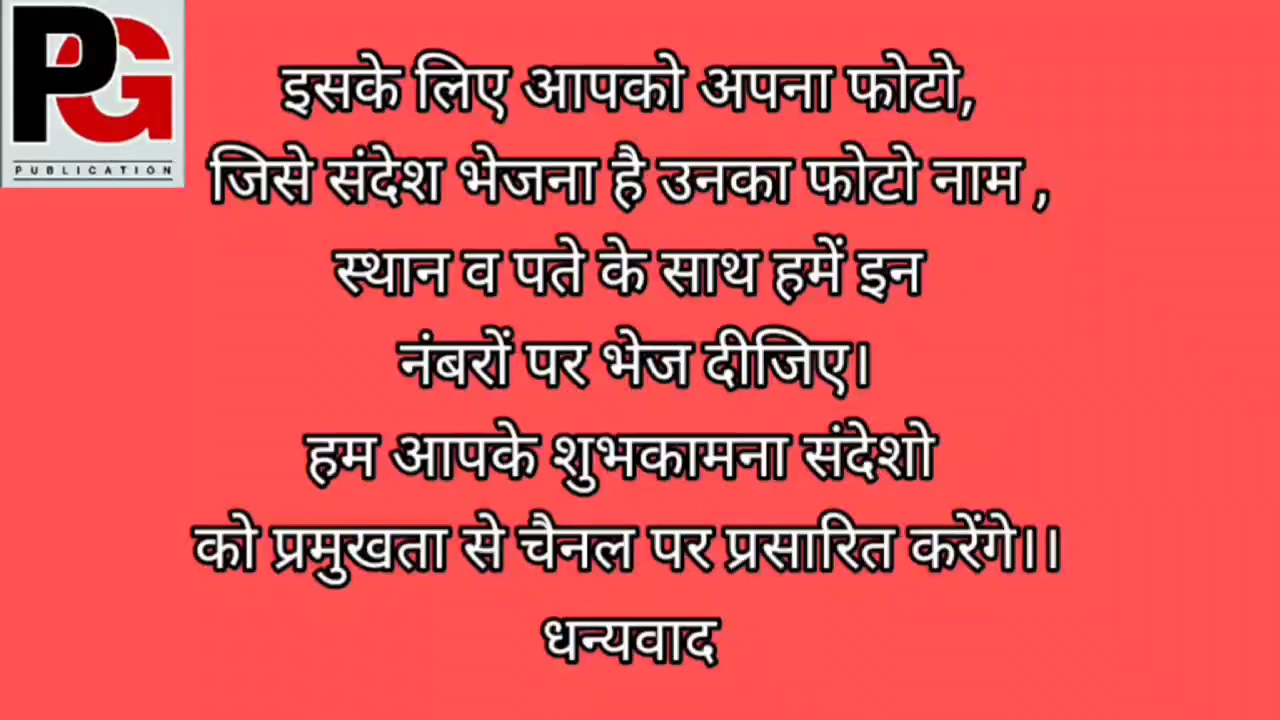 PG
PUBLICATION
इसके लिए आपको अपना फोटो,
जिसे संदेश भेजना है उनका फोटो नाम ,
स्थान व पते के साथ हमें इन
नंबरों पर भेज दीजिए।
हम आपके शुभकामना संदेशो
को प्रमुखता से चैनल पर प्रसारित करेंगे।।
धन्यवाद